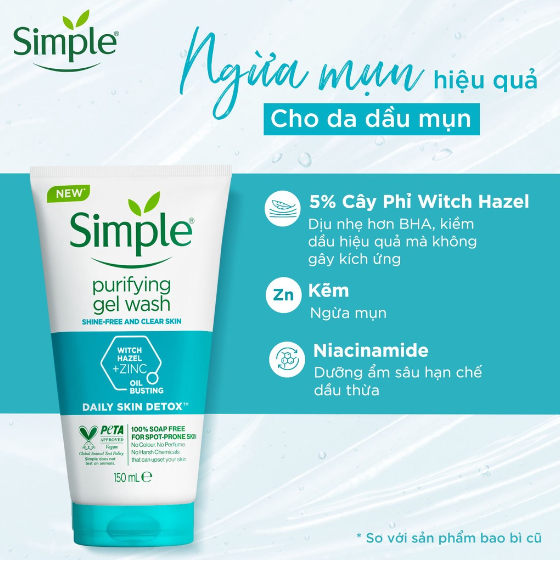 Simple®
Ngừa mụn hiệu quả
Cho da dầu mụn
NEW*
Simple®
purifying
gel wash
SHINE-FREE AND CLEAR SKIN
WITCH
HAZEL
+ZINC
OIL
BUSTING
DAILY SKIN DETOX™
PeTA
APPROVED
Vegan
Global Animal Test Policy
Simple does not
test on animals.
100% SOAP FREE
FOR SPOT-PRONE SKIN
No Colour, No Perfume,
No Harsh Chemicals
that can upset your skin
150 mL ℮
5% Cây Phỉ Witch Hazel
Dịu nhẹ hơn BHA, kiềm
dầu hiệu quả mà không
gây kích ứng
Zn Kẽm
Ngừa mụn
Niacinamide
Dưỡng ẩm sâu hạn chế
dầu thừa
* So với sản phẩm bao bì cũ